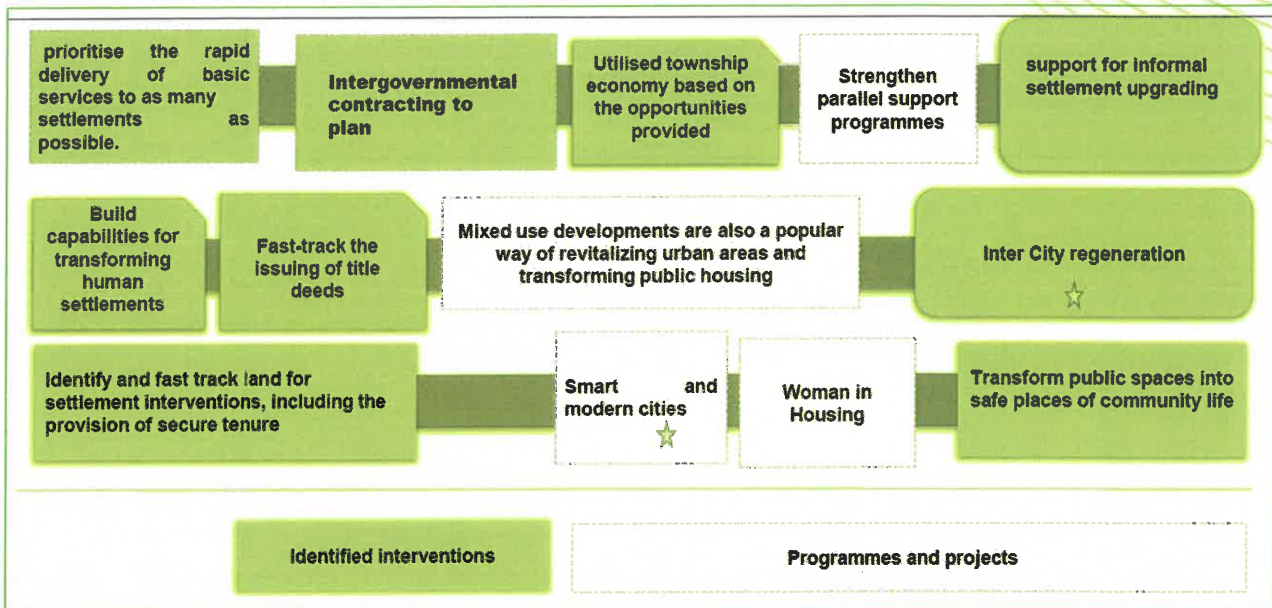 prioritise the rapid
delivery of basic
services to as many
settlements as
possible.
Intergovernmental
contracting to
plan
Utilised township
economy based on
the opportunities
provided
Strengthen
parallel support
programmes
support for informal
settlement upgrading
Build
capabilities for
transforming
human
settlements
Fast-track the
issuing of title
deeds
Mixed use developments are also a popular
way of revitalizing urban areas and
transforming public housing
Inter City regeneration
Identify and fast track land for
settlement interventions, including the
provision of secure tenure
Smart and
modern cities
Woman in
Housing
Transform public spaces into
safe places of community life
Identified interventions
Programmes and projects